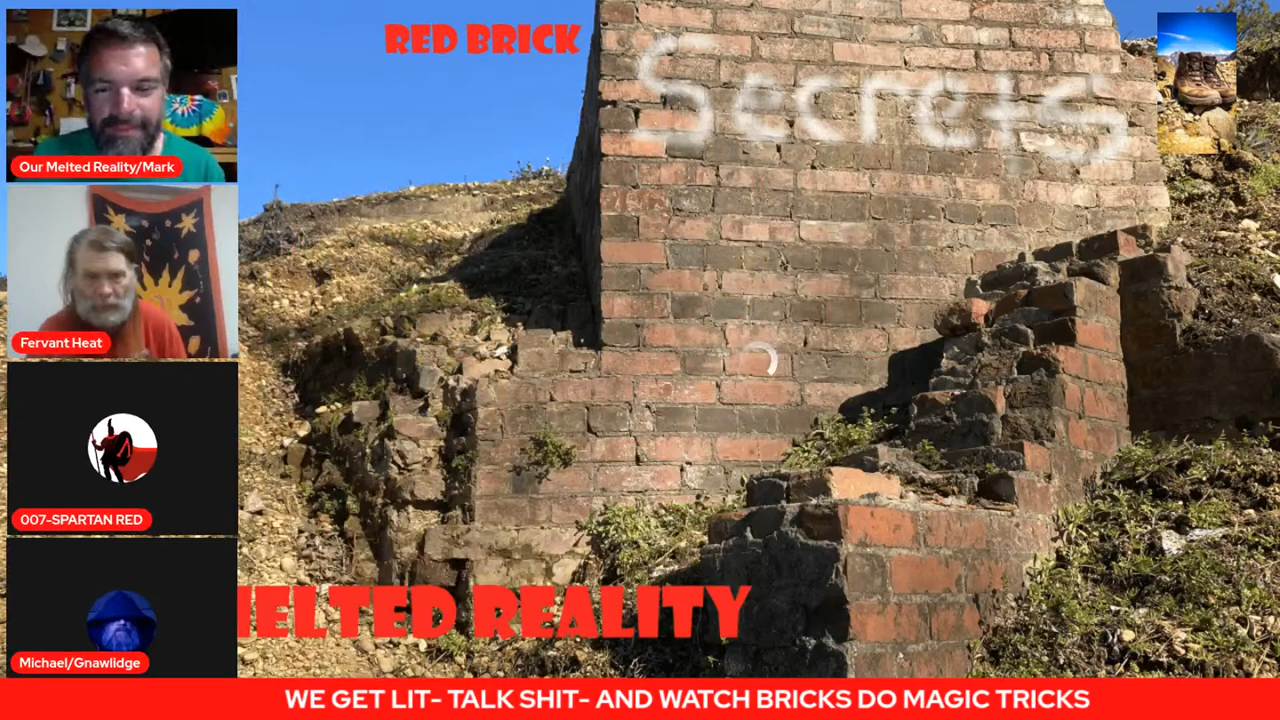 RED BRICK
Secrets
Our Melted Reality/Mark
Fervant Heat
007-SPARTAN RED
Michael/Gnawlidge
MELTED REALITY
WE GET LIT- TALK SHIT- AND WATCH BRICKS DO MAGIC TRICKS